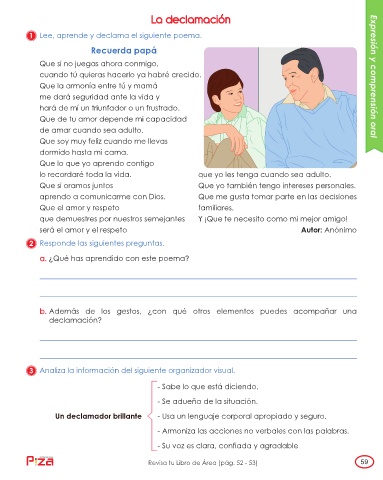 La declamación
Expresión y comprensión oral
1 Lee, aprende y declama el siguiente poema.
Recuerda papá
Que si no juegas ahora conmigo,
cuando tú quieras hacerlo ya habré crecido.
Que la armonía entre tú y mamá
me dará seguridad ante la vida y
hará de mí un triunfador o un frustrado.
Que de tu amor depende mi capacidad
de amar cuando sea adulto.
Que soy muy feliz cuando me llevas
dormido hasta mi cama.
Que lo que yo aprendo contigo
lo recordaré toda la vida.
Que si oramos juntos
aprendo a comunicarme con Dios.
Que el amor y respeto
que demuestres por nuestros semejantes
será el amor y el respeto
que yo les tenga cuando sea adulto.
Que yo también tengo intereses personales.
Que me gusta tomar parte en las decisiones
familiares.
Y ¡Que te necesito como mi mejor amigo!
Autor: Anónimo
2 Responde las siguientes preguntas.
a. ¿Qué has aprendido con este poema?
b. Además de los gestos, ¿con qué otros elementos puedes acompañar una
declamación?
3 Analiza la información del siguiente organizador visual.
Un declamador brillante
- Sabe lo que está diciendo.
- Se adueña de la situación.
- Usa un lenguaje corporal apropiado y seguro.
- Armoniza las acciones no verbales con las palabras.
- Su voz es clara, confiada y agradable
Revisa tu Libro de Área (pág. 52 - 53)
59